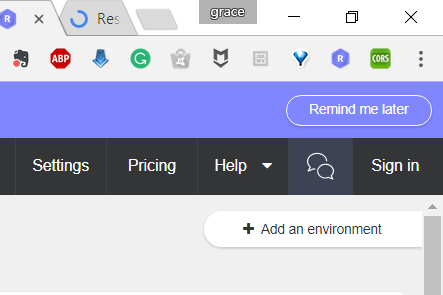 grace
R
Res
ABP
G
R
CORS
Remind me later
Settings Pricing Help Sign in
+ Add an environment